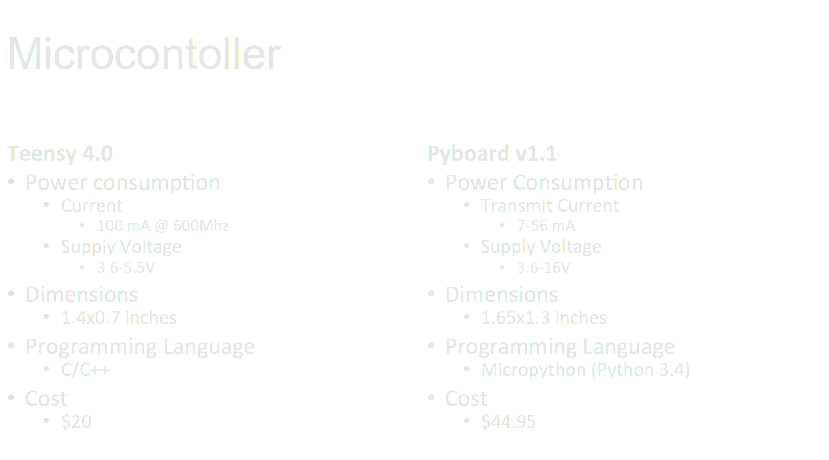 Microcontoller
Teensy 4.0
• Power consumption
• Current
• 100 mA @ 600Mhz
• Supply Voltage
• 3.6-5.5V
• Dimensions
• 1.4x0.7 inches
• Programming Language
• C/C++
• Cost
• $20
Pyboard v1.1
• Power Consumption
• Transmit Current
• 7-56 mA
• Supply Voltage
• 3.6-16V
• Dimensions
• 1.65x1.3 inches
• Programming Language
• Micropython (Python 3.4)
• Cost
• $44.95